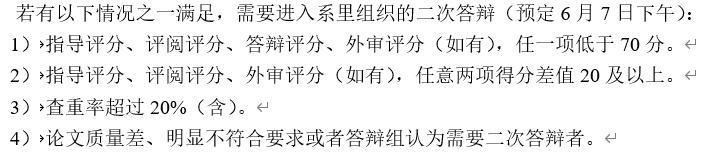 若有以下情况之一满足，需要进入系里组织的二次答辩（预定 6 月 7 日下午）：
1）指导评分、评阅评分、答辩评分、外审评分（如有），任一项低于 70 分。
2）指导评分、评阅评分、外审评分（如有），任意两项得分差值 20 及以上。
3）查重率超过 20%（含）。
4）论文质量差、明显不符合要求或者答辩组认为需要二次答辩者。